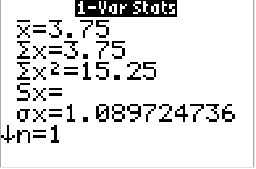 1-Var Stats
x̄=3.75
Σx=3.75
Σx²=15.25
Sx=
σx=1.089724736
↓n=1